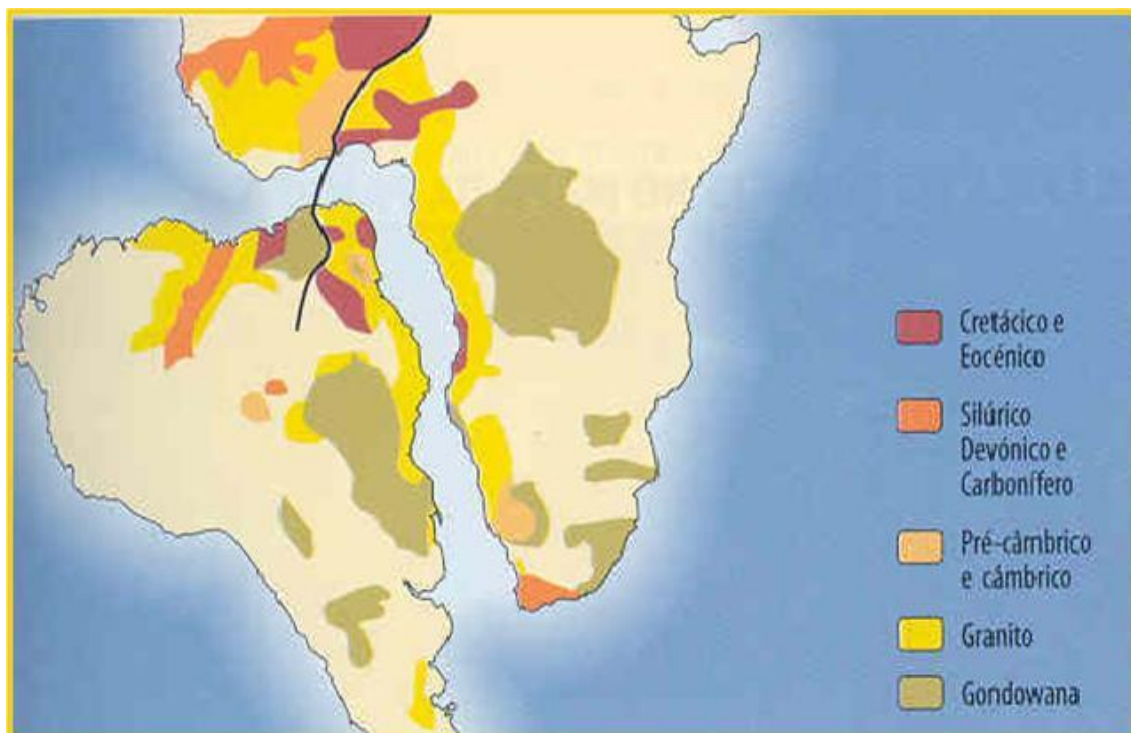 Cretácico e
Eocénico
Silúrico
Devónico e
Carbonífero
Pré-câmbrico
e câmbrico
Granito
Gondowana